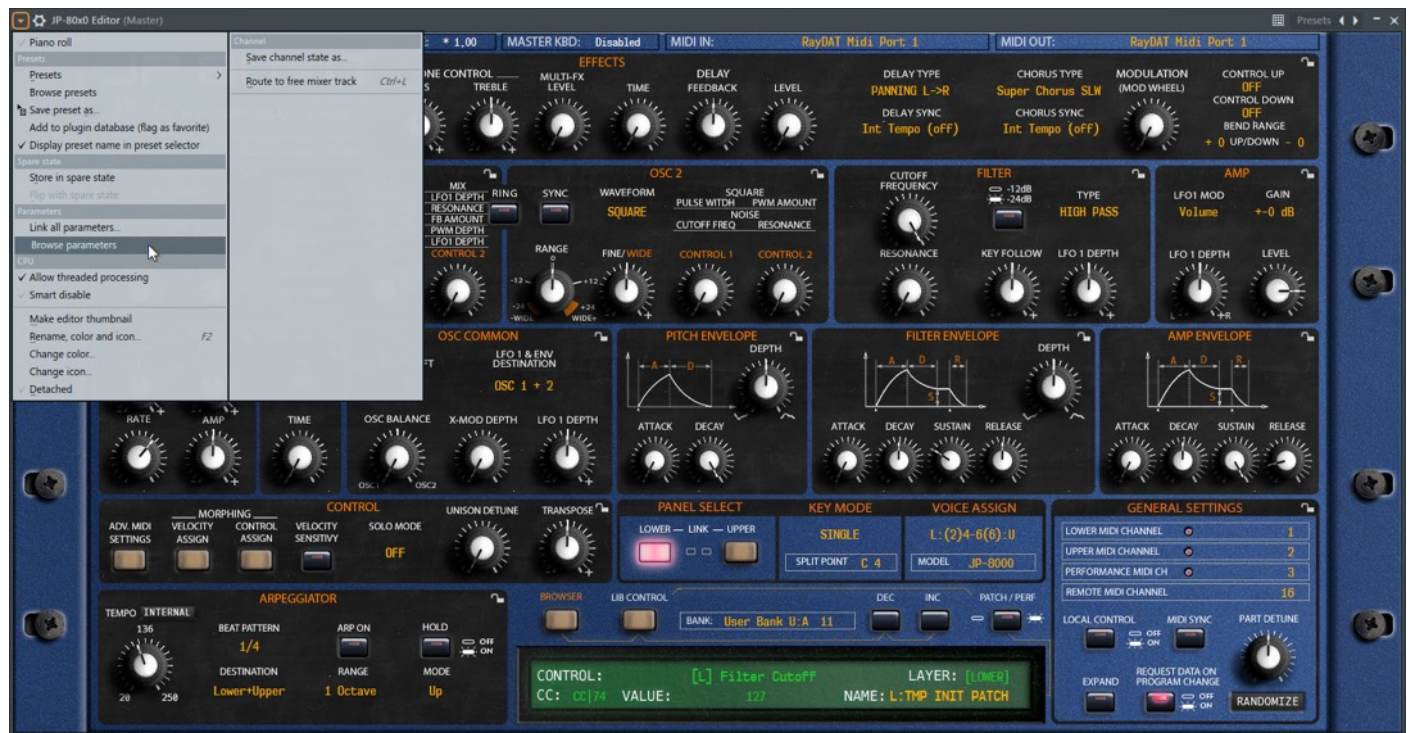 JP-80x0 Editor (Master)
Presets
Piano roll
Presets
Presets
Browse presets
Save preset as...
Add to plugin database (flag as favorite)
Display preset name in preset selector
Spare state
Store in spare state
Flip with spare state
Parameters
Link all parameters...
Browse parameters
CPU
Allow threaded processing
Smart disable
Make editor thumbnail
Rename, color and icon... F2
Change color...
Change icon...
Detached
Channel
Save channel state as...
Route to free mixer track Ctrl+L
* 1,00
MASTER KBD: Disabled
MIDI IN: RayDAT Midi Port 1
MIDI OUT: RayDAT Midi Port 1
EFFECTS
TREBLE
MULTI-FX
LEVEL
TIME
DELAY
FEEDBACK
LEVEL
DELAY TYPE
PANNING L->R
DELAY SYNC
Int Tempo (off)
CHORUS TYPE
Super Chorus SLW
CHORUS SYNC
Int Tempo (off)
MODULATION
(MOD WHEEL)
CONTROL UP
OFF
CONTROL DOWN
OFF
BEND RANGE
+ 0 UP/DOWN - 0
MIX
LFO1 DEPTH
RESONANCE
FB AMOUNT
PWM DEPTH
LFO1 DEPTH
CONTROL 2
RING
OSC 2
SYNC
WAVEFORM
SQUARE
SQUARE
PULSE WITDH PWM AMOUNT
NOISE
CUTOFF FREQ RESONANCE
RANGE
0
-12 +12
-24 +24
-WIDE WIDE+
FINE/WIDE
CONTROL 1
CONTROL 2
FILTER
CUTOFF
FREQUENCY
-12dB
-24dB
TYPE
HIGH PASS
RESONANCE
KEY FOLLOW
LFO 1 DEPTH
AMP
LFO1 MOD
Volume
GAIN
+-0 dB
LFO 1 DEPTH
LEVEL
L +R
OSC COMMON
LFO 1 & ENV
DESTINATION
OSC 1 + 2
RATE
AMP
TIME
OSC BALANCE
X-MOD DEPTH
LFO 1 DEPTH
OSC1 OSC2
PITCH ENVELOPE
DEPTH
A D
ATTACK
DECAY
FILTER ENVELOPE
DEPTH
A D R
S
ATTACK
DECAY
SUSTAIN
RELEASE
AMP ENVELOPE
A D R
S
ATTACK
DECAY
SUSTAIN
RELEASE
CONTROL
MORPHING
ADV. MIDI
SETTINGS
VELOCITY
ASSIGN
CONTROL
ASSIGN
VELOCITY
SENSITIVY
SOLO MODE
OFF
UNISON DETUNE
TRANSPOSE
PANEL SELECT
LOWER — LINK — UPPER
KEY MODE
SINGLE
SPLIT POINT C 4
VOICE ASSIGN
L:(2)4-6(6):U
MODEL JP-8000
GENERAL SETTINGS
LOWER MIDI CHANNEL 1
UPPER MIDI CHANNEL 2
PERFORMANCE MIDI CH 3
REMOTE MIDI CHANNEL 16
LOCAL CONTROL
OFF
ON
MIDI SYNC
PART DETUNE
EXPAND
REQUEST DATA ON
PROGRAM CHANGE
OFF
ON
RANDOMIZE
ARPEGGIATOR
TEMPO INTERNAL
136
20 250
BEAT PATTERN
1/4
DESTINATION
Lower+Upper
ARP ON
RANGE
1 Octave
HOLD
OFF
ON
MODE
Up
BROWSER
LIB CONTROL
BANK: User Bank U:A 11
DEC
INC
PATCH / PERF
CONTROL: [L] Filter Cutoff LAYER: [LOWER]
CC: CC|74 VALUE: 127 NAME: L:TMP INIT PATCH